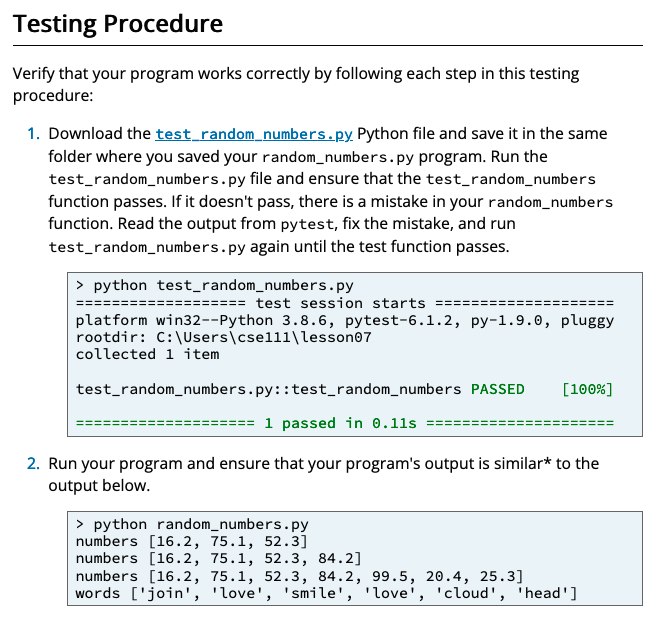 Testing Procedure
Verify that your program works correctly by following each step in this testing
procedure:
1. Download the test_random_numbers.py Python file and save it in the same
folder where you saved your random_numbers.py program. Run the
test_random_numbers.py file and ensure that the test_random_numbers
function passes. If it doesn't pass, there is a mistake in your random_numbers
function. Read the output from pytest, fix the mistake, and run
test_random_numbers.py again until the test function passes.
> python test_random_numbers.py
=================== test session starts ====================
platform win32--Python 3.8.6, pytest-6.1.2, py-1.9.0, pluggy
rootdir: C:\Users\cse111\lesson07
collected 1 item
test_random_numbers.py::test_random_numbers PASSED    [100%]
==================== 1 passed in 0.11s =====================
2. Run your program and ensure that your program's output is similar* to the
output below.
> python random_numbers.py
numbers [16.2, 75.1, 52.3]
numbers [16.2, 75.1, 52.3, 84.2]
numbers [16.2, 75.1, 52.3, 84.2, 99.5, 20.4, 25.3]
words ['join', 'love', 'smile', 'love', 'cloud', 'head']